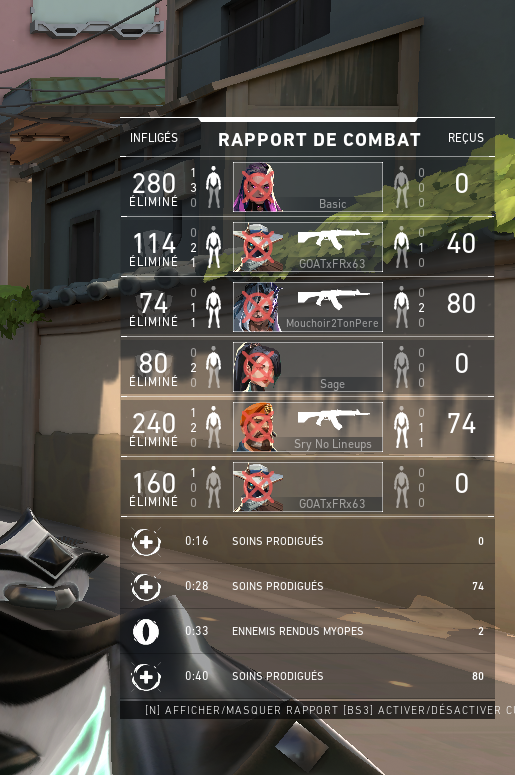 INFLIGÉS RAPPORT DE COMBAT REÇUS
280 1 0
ÉLIMINÉ 3 0 0
0 Basic 0
114 0 0
ÉLIMINÉ 2 1 40
1 GOATxFRx63 0
74 0 0
ÉLIMINÉ 1 2 80
1 Mouchoir2TonPere 0
80 0 0
ÉLIMINÉ 2 0 0
0 Sage 0
240 1 0
ÉLIMINÉ 2 1 74
0 Sry No Lineups 1
160 1 0
ÉLIMINÉ 0 0 0
0 GOATxFRx63 0
0:16 SOINS PRODIGUÉS 0
0:28 SOINS PRODIGUÉS 74
0:33 ENNEMIS RENDUS MYOPES 2
0:40 SOINS PRODIGUÉS 80
[N] AFFICHER/MASQUER RAPPORT [BS3] ACTIVER/DÉSACTIVER